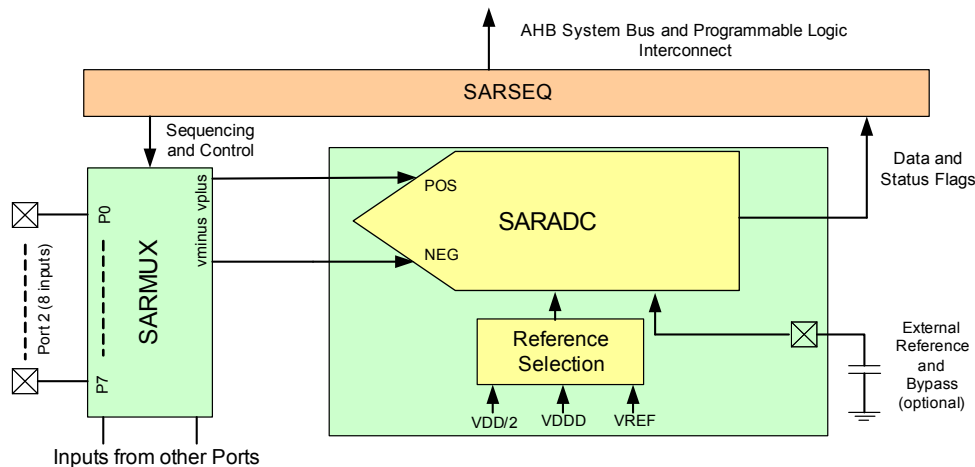 AHB System Bus and Programmable Logic
Interconnect
SARSEQ
Sequencing
and Control
Data and
Status Flags
vminus vplus
POS
NEG
SARADC
P0
P7
SARMUX
Port 2 (8 inputs)
Reference
Selection
VDD/2
VDDD
VREF
External
Reference
and
Bypass
(optional)
Inputs from other Ports